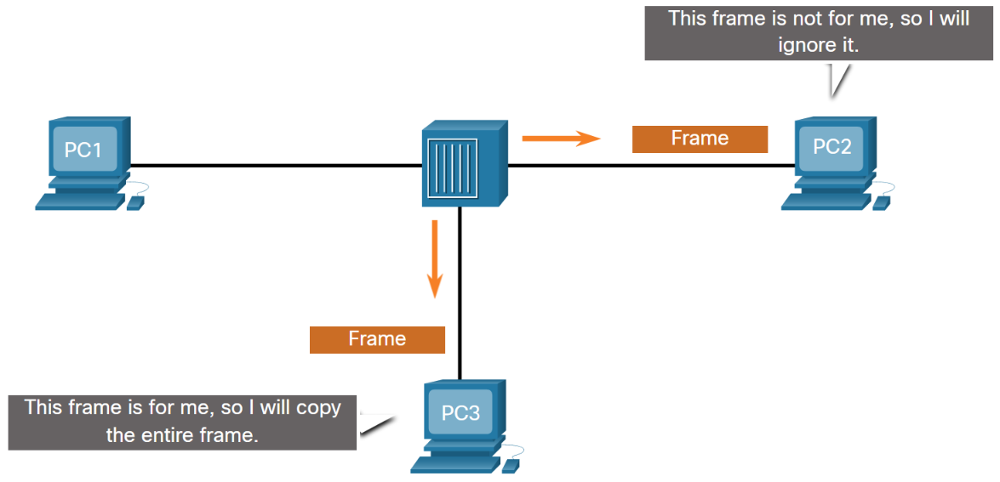 This frame is not for me, so I will
ignore it.
PC1
Frame
PC2
Frame
This frame is for me, so I will copy
the entire frame.
PC3